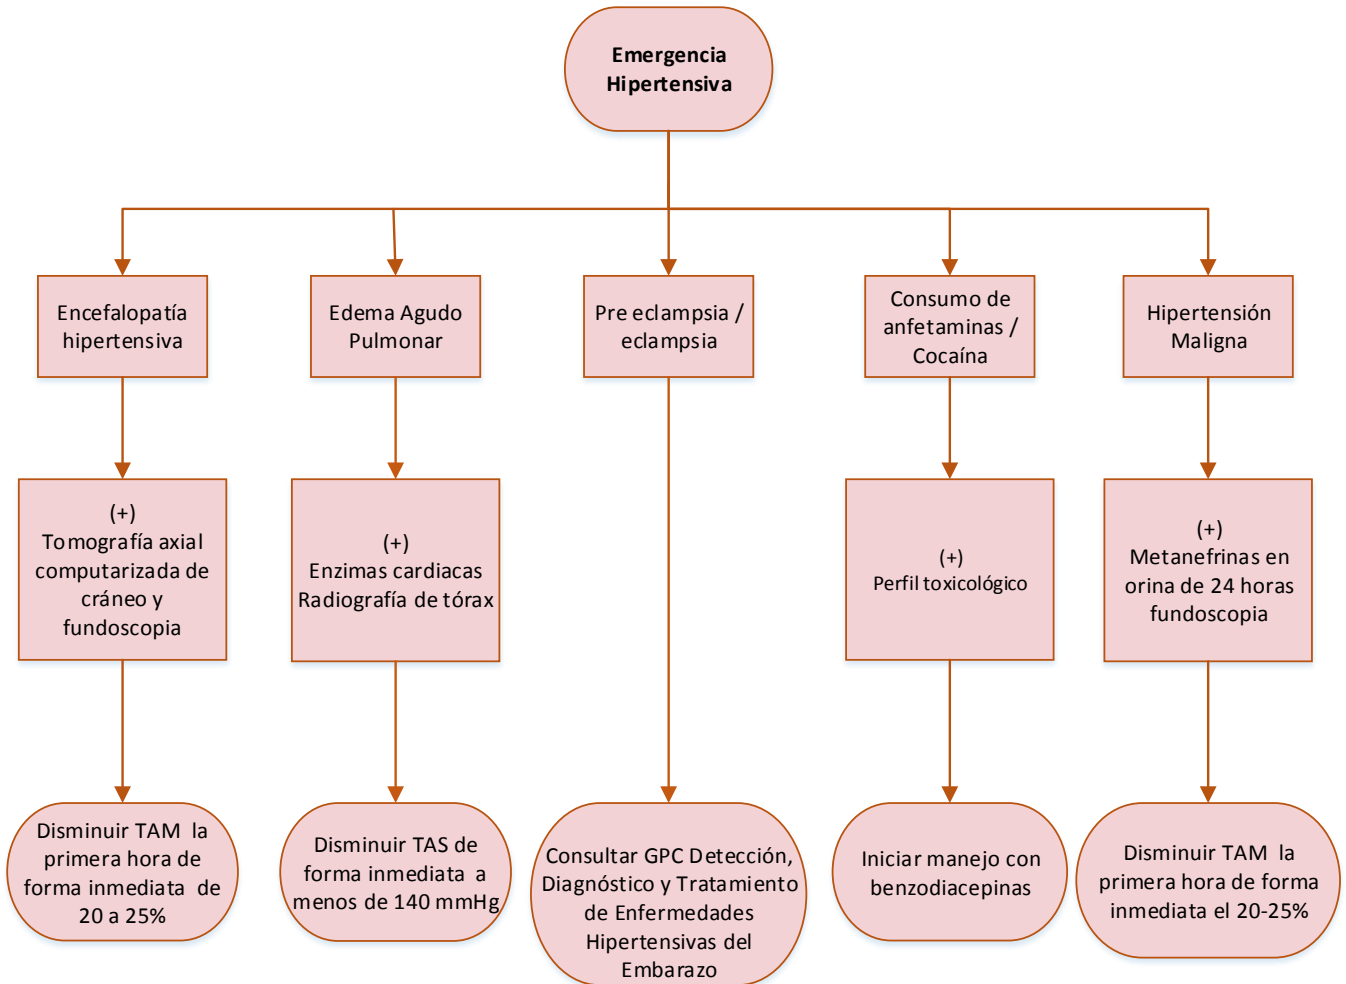 Emergencia
Hipertensiva
Encefalopatía
hipertensiva
Edema Agudo
Pulmonar
Pre eclampsia /
eclampsia
Consumo de
anfetaminas /
Cocaína
Hipertensión
Maligna
(+)
Tomografía axial
computarizada de
cráneo y
fundoscopia
(+)
Enzimas cardiacas
Radiografía de tórax
(+)
Perfil toxicológico
(+)
Metanefrinas en
orina de 24 horas
fundoscopia
Disminuir TAM la
primera hora de
forma inmediata de
20 a 25%
Disminuir TAS de
forma inmediata a
menos de 140 mmHg
Consultar GPC Detección,
Diagnóstico y Tratamiento
de Enfermedades
Hipertensivas del
Embarazo
Iniciar manejo con
benzodiacepinas
Disminuir TAM la
primera hora de forma
inmediata el 20-25%